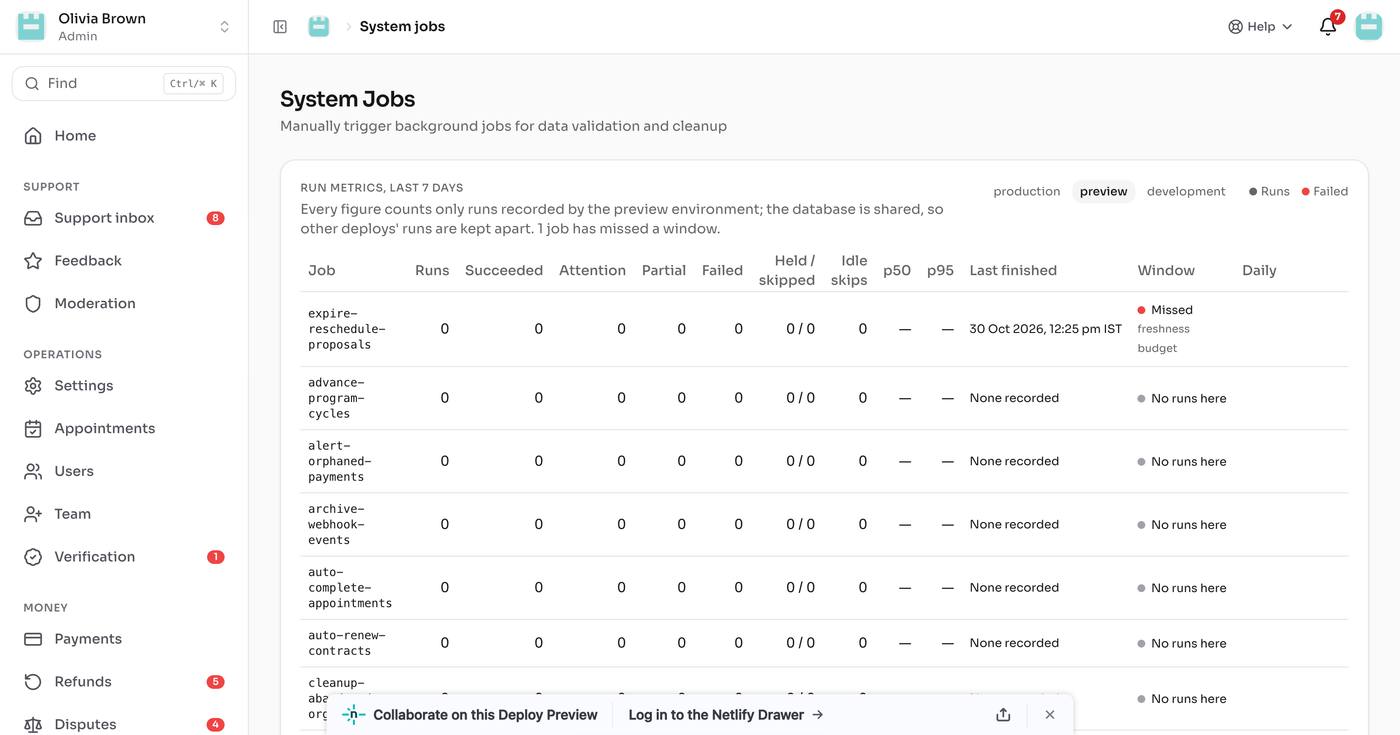 Olivia Brown
Admin
Find
Ctrl/⌘ K
Home
SUPPORT
Support inbox 8
Feedback
Moderation
OPERATIONS
Settings
Appointments
Users
Team
Verification 1
MONEY
Payments
Refunds 5
Disputes 4
System jobs
Help
7
System Jobs
Manually trigger background jobs for data validation and cleanup
RUN METRICS, LAST 7 DAYS
Every figure counts only runs recorded by the preview environment; the database is shared, so
other deploys' runs are kept apart. 1 job has missed a window.
production preview development Runs Failed
Job Runs Succeeded Attention Partial Failed Held / skipped Idle skips p50 p95 Last finished Window Daily
expire-
reschedule-
proposals
0 0 0 0 0 0 / 0 0 — — 30 Oct 2026, 12:25 pm IST
Missed
freshness
budget
advance-
program-
cycles
0 0 0 0 0 0 / 0 0 — — None recorded No runs here
alert-
orphaned-
payments
0 0 0 0 0 0 / 0 0 — — None recorded No runs here
archive-
webhook-
events
0 0 0 0 0 0 / 0 0 — — None recorded No runs here
auto-
complete-
appointments
0 0 0 0 0 0 / 0 0 — — None recorded No runs here
auto-renew-
contracts
0 0 0 0 0 0 / 0 0 — — None recorded No runs here
cleanup-
No runs here
Collaborate on this Deploy Preview
Log in to the Netlify Drawer →